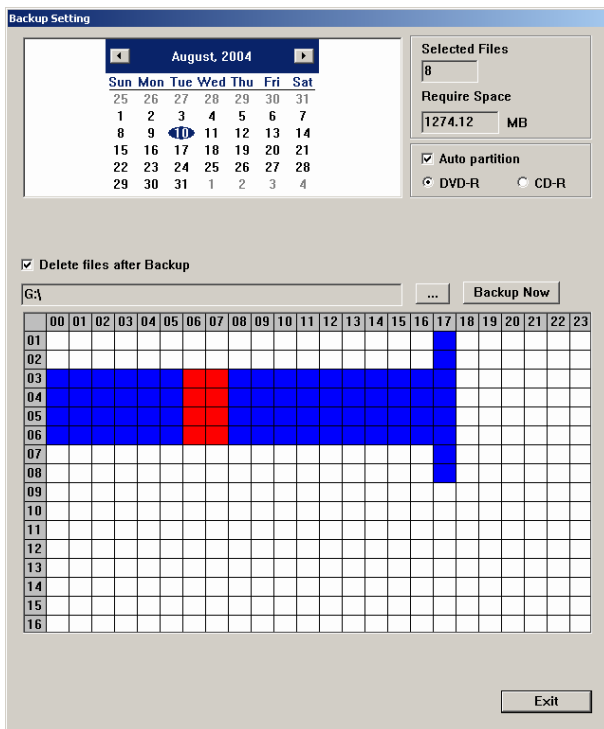 Backup Setting
August, 2004
Sun Mon Tue Wed Thu Fri Sat
25 26 27 28 29 30 31
1 2 3 4 5 6 7
8 9 10 11 12 13 14
15 16 17 18 19 20 21
22 23 24 25 26 27 28
29 30 31 1 2 3 4
Selected Files
8
Require Space
1274.12 MB
Auto partition
DVD-R CD-R
Delete files after Backup
G:\ ... Backup Now
00 01 02 03 04 05 06 07 08 09 10 11 12 13 14 15 16 17 18 19 20 21 22 23
01
02
03
04
05
06
07
08
09
10
11
12
13
14
15
16
Exit